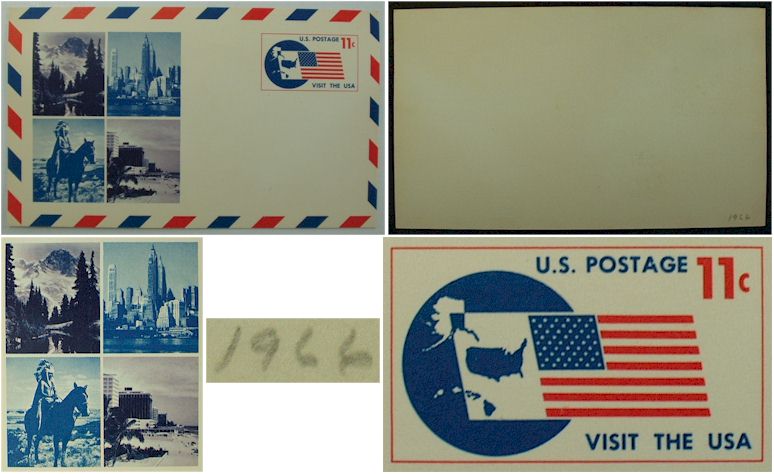 U.S. POSTAGE 11c
VISIT THE USA
1966
1966
U.S. POSTAGE 11c
VISIT THE USA